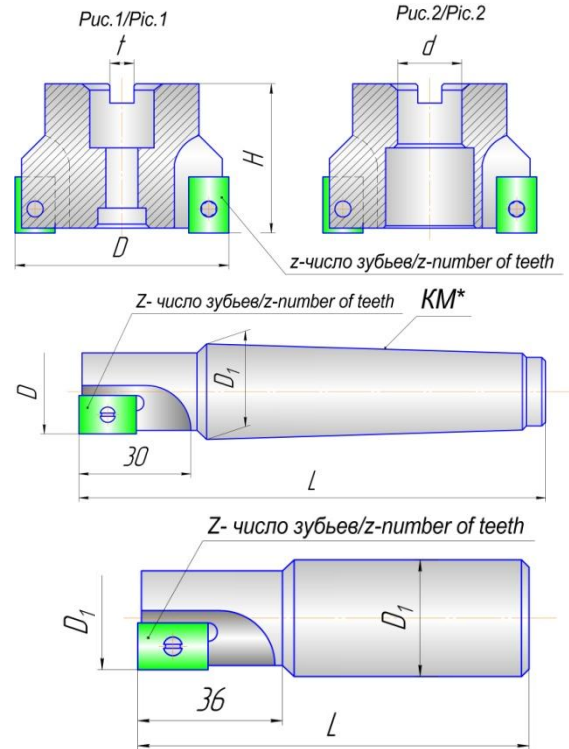 Рис.1/Pic.1
Рис.2/Pic.2
t
d
H
D
z-число зубьев/z-number of teeth
Z- число зубьев/z-number of teeth
КМ*
D
D1
30
L
Z- число зубьев/z-number of teeth
D1
D1
36
L